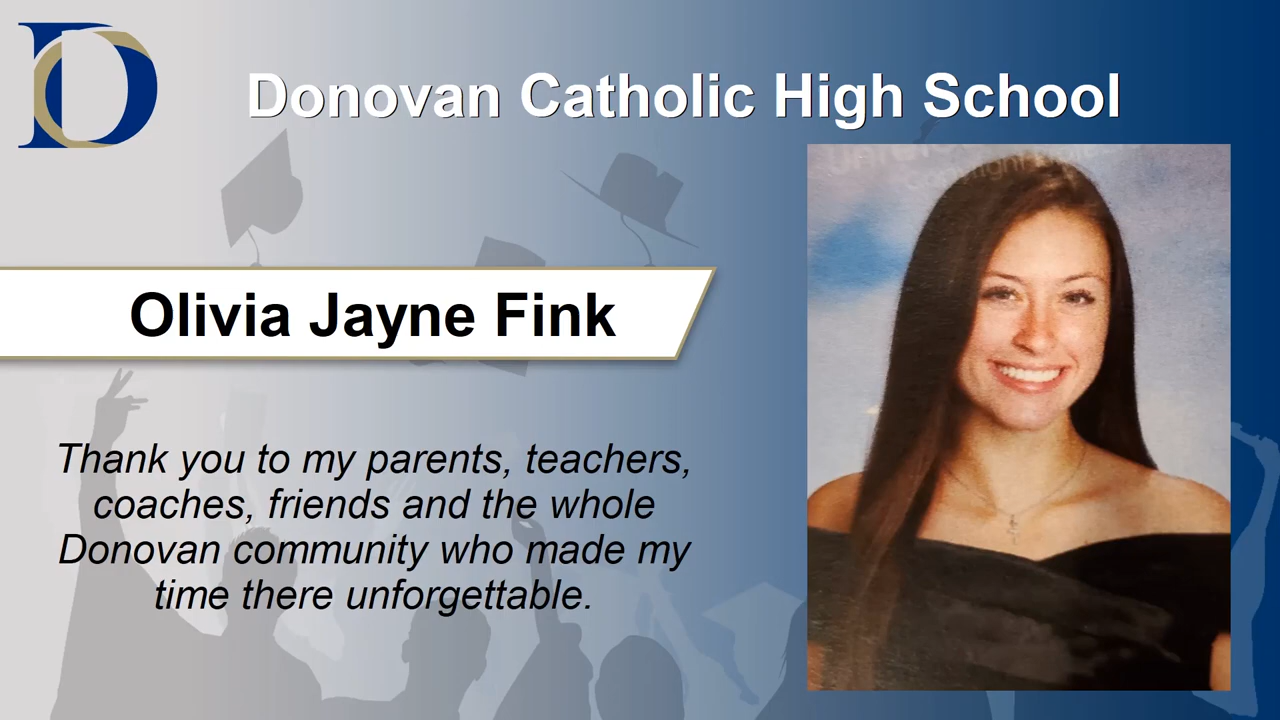 Donovan Catholic High School
Olivia Jayne Fink
Thank you to my parents, teachers,
coaches, friends and the whole
Donovan community who made my
time there unforgettable.